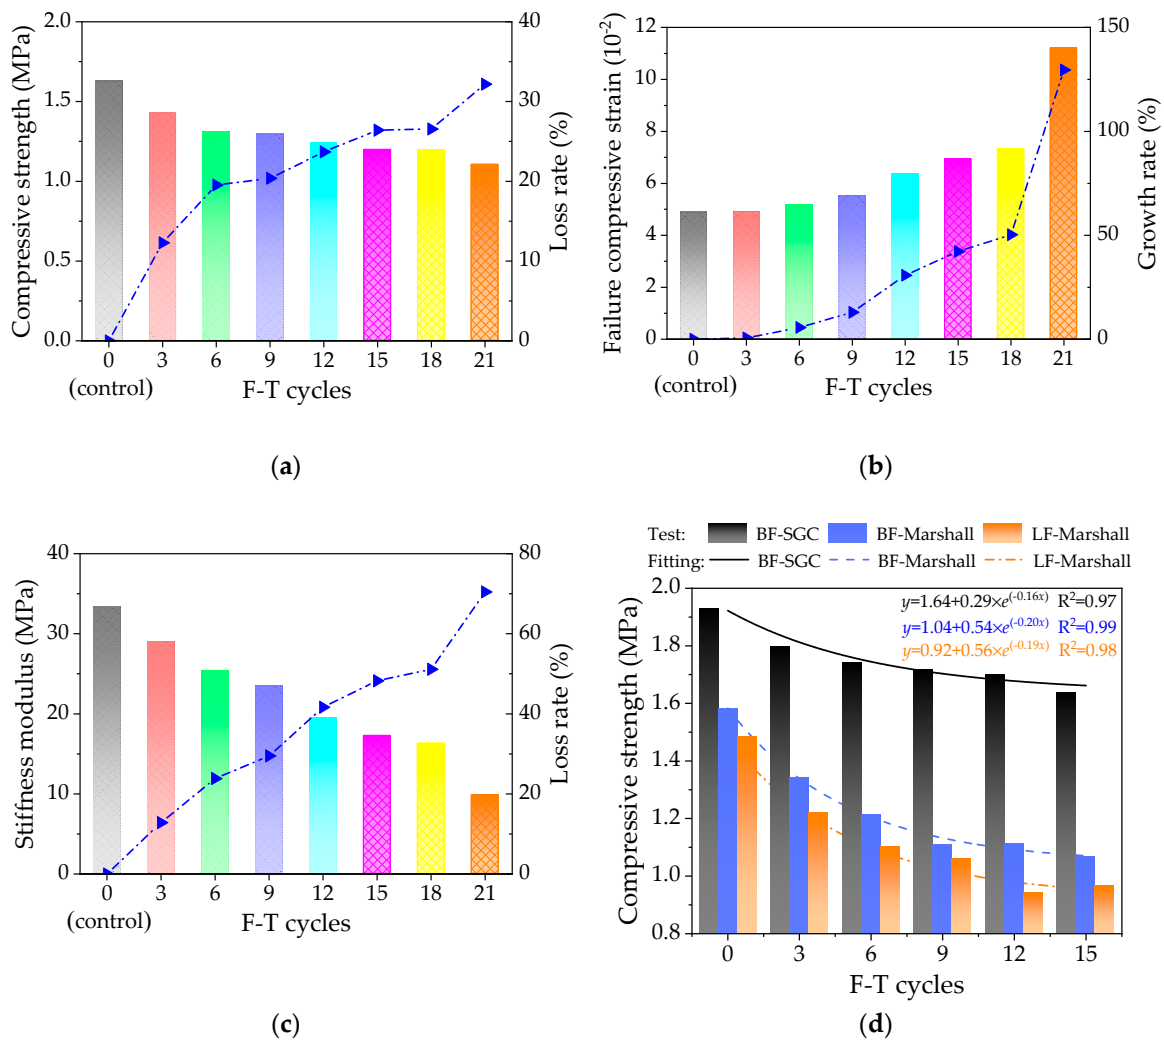 Compressive strength (MPa)
2.0
1.5
1.0
0.5
0.0
40
30
20
10
0
Loss rate (%)
0 3 6 9 12 15 18 21
(control)
F-T cycles
(a)
Failure compressive strain (10-2)
12
10
8
6
4
2
0
150
100
50
0
Growth rate (%)
0 3 6 9 12 15 18 21
(control)
F-T cycles
(b)
Stiffness modulus (MPa)
40
30
20
10
0
80
60
40
20
0
Loss rate (%)
0 3 6 9 12 15 18 21
(control)
F-T cycles
(c)
Test: BF-SGC BF-Marshall LF-Marshall
Fitting: BF-SGC BF-Marshall LF-Marshall
Compressive strength (MPa)
2.0
1.8
1.6
1.4
1.2
1.0
0.8
y=1.64+0.29×e(-0.16x) R2=0.97
y=1.04+0.54×e(-0.20x) R2=0.99
y=0.92+0.56×e(-0.19x) R2=0.98
0 3 6 9 12 15
F-T cycles
(d)